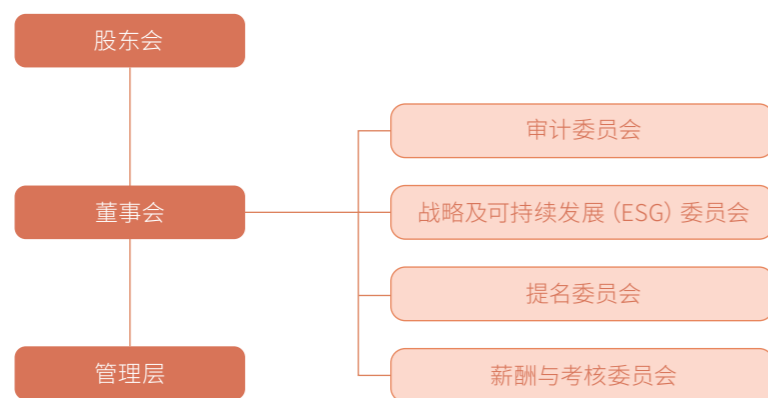 股东会
审计委员会
董事会
战略及可持续发展（ESG）委员会
提名委员会
管理层
薪酬与考核委员会